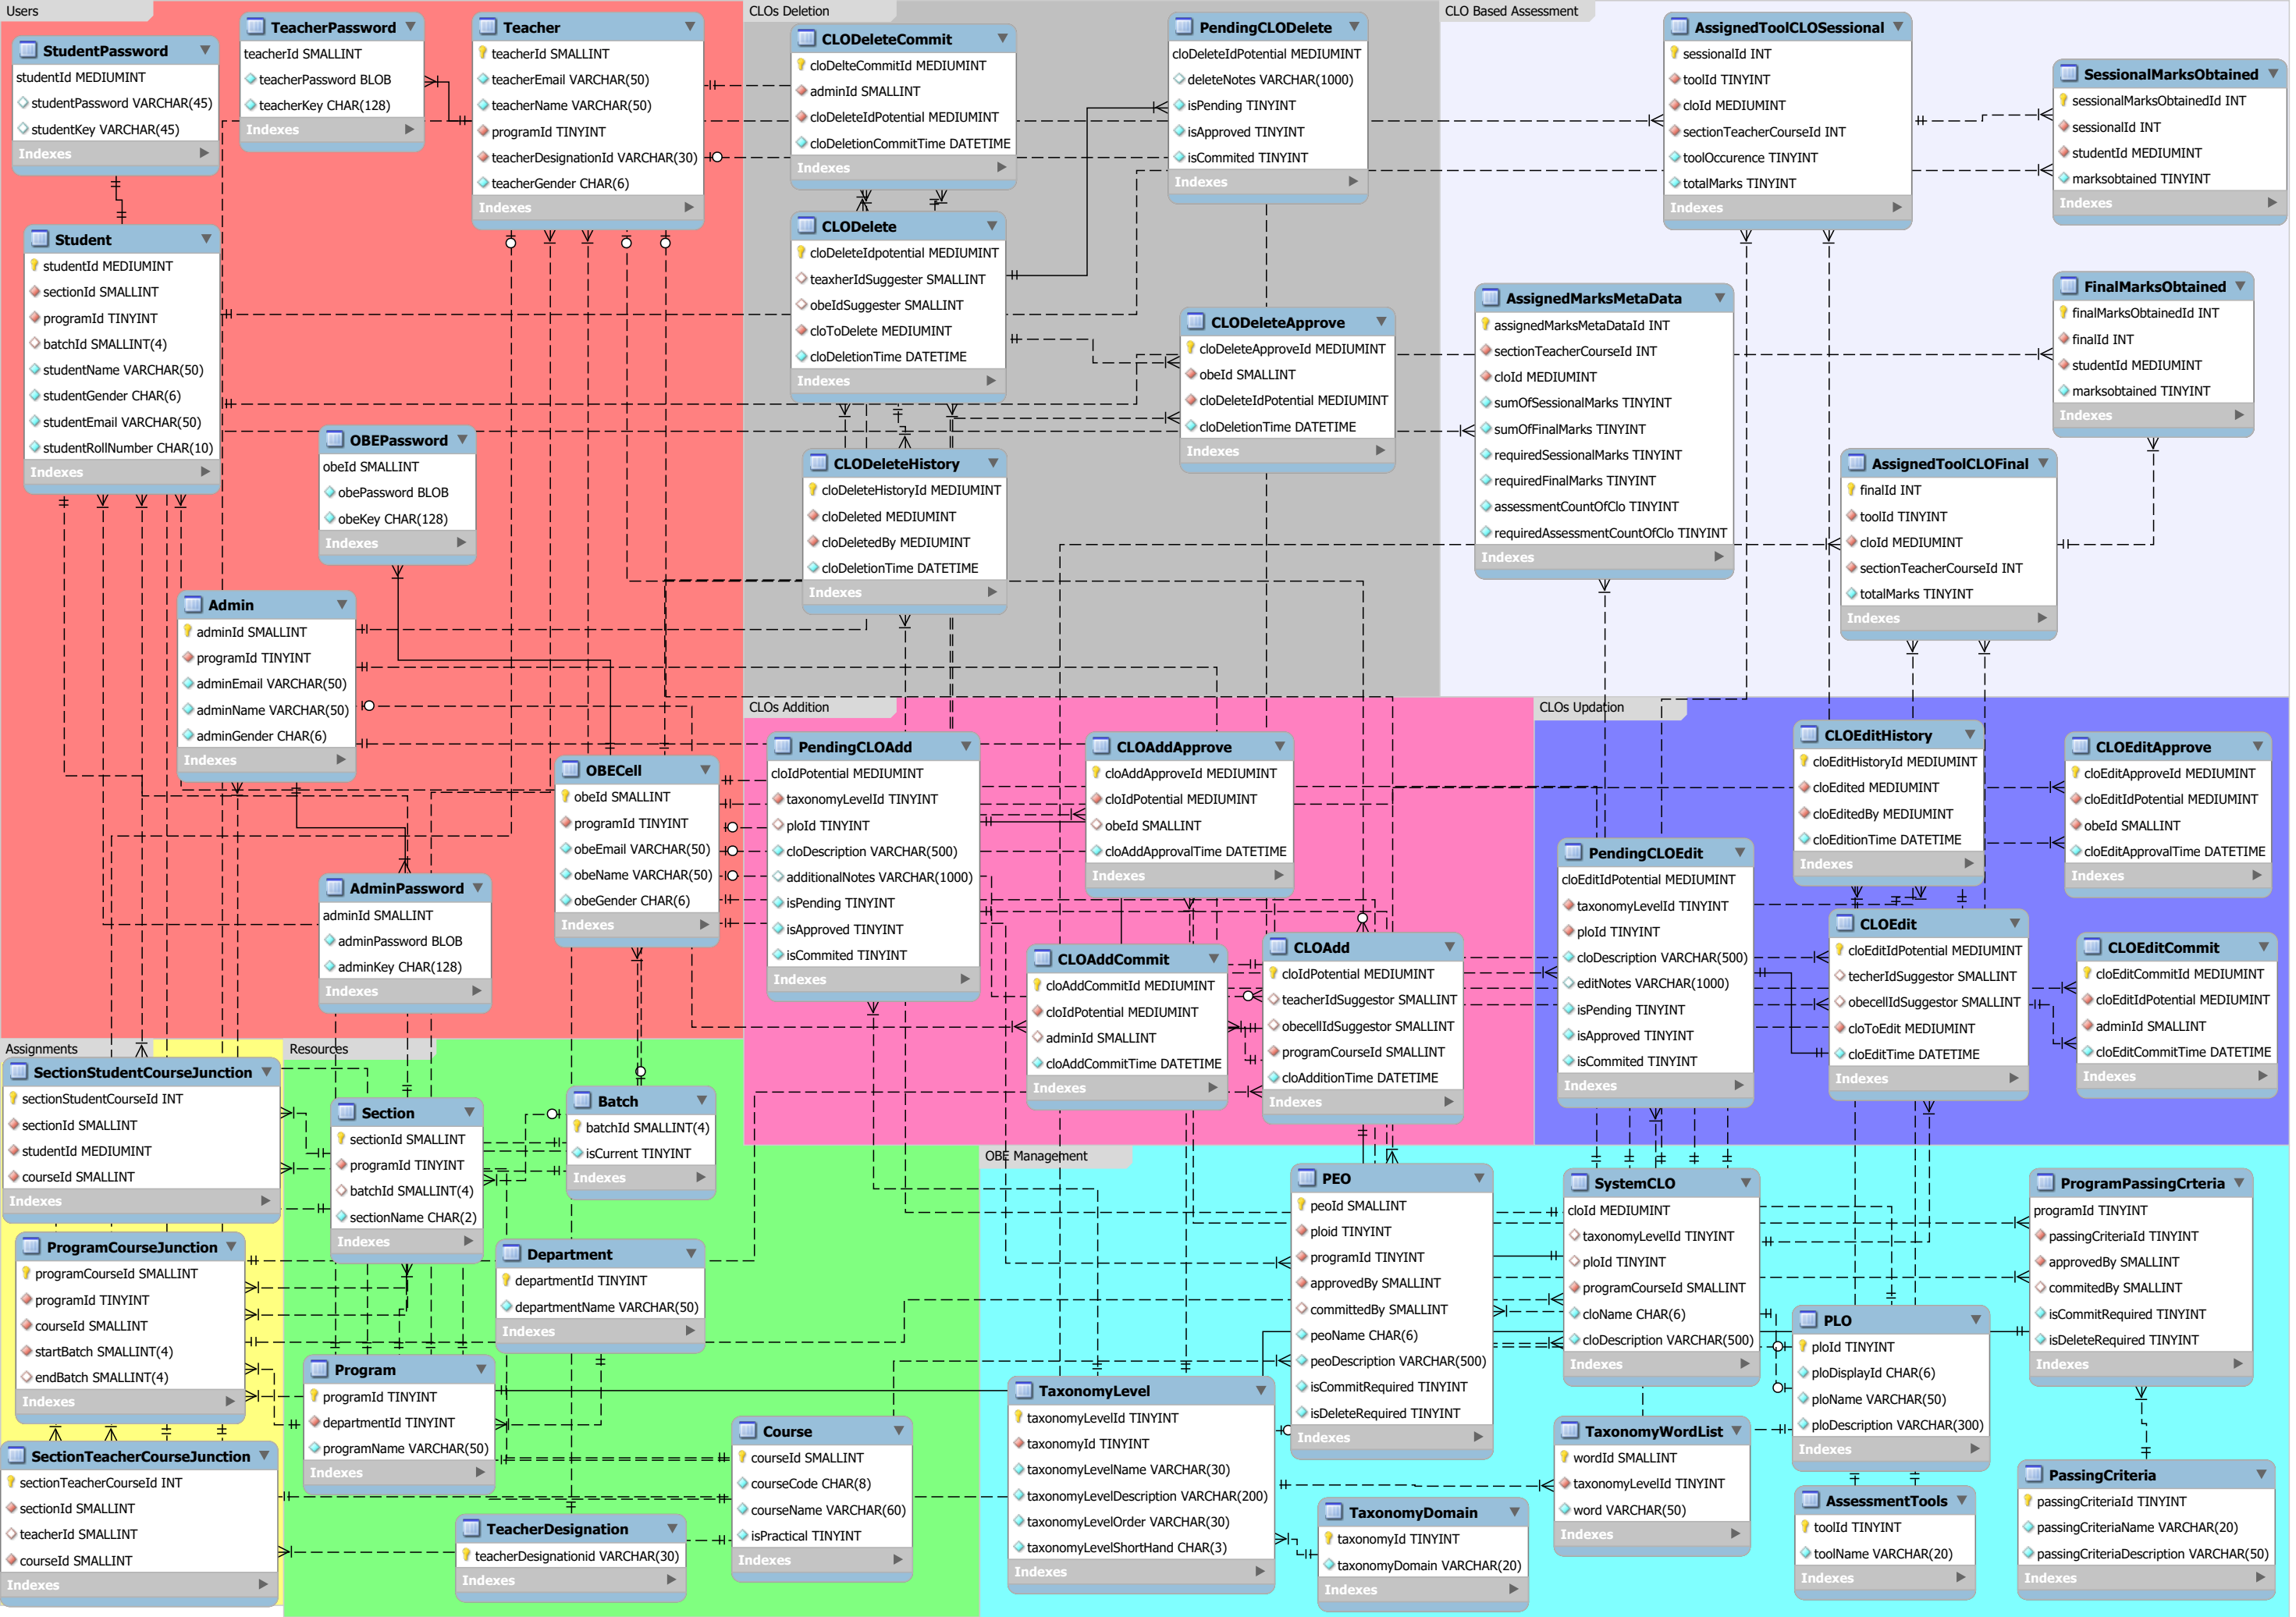 Users
StudentPassword
studentId MEDIUMINT
studentPassword VARCHAR(45)
studentKey VARCHAR(45)
Indexes
TeacherPassword
teacherId SMALLINT
teacherPassword BLOB
teacherKey CHAR(128)
Indexes
Teacher
teacherId SMALLINT
teacherEmail VARCHAR(50)
teacherName VARCHAR(50)
programId TINYINT
teacherDesignationId VARCHAR(30)
teacherGender CHAR(6)
Indexes
Student
studentId MEDIUMINT
sectionId SMALLINT
programId TINYINT
batchId SMALLINT(4)
studentName VARCHAR(50)
studentGender CHAR(6)
studentEmail VARCHAR(50)
studentRollNumber CHAR(10)
Indexes
OBEPassword
obeId SMALLINT
obePassword BLOB
obeKey CHAR(128)
Indexes
Admin
adminId SMALLINT
programId TINYINT
adminEmail VARCHAR(50)
adminName VARCHAR(50)
adminGender CHAR(6)
Indexes
OBECell
obeId SMALLINT
programId TINYINT
obeEmail VARCHAR(50)
obeName VARCHAR(50)
obeGender CHAR(6)
Indexes
AdminPassword
adminId SMALLINT
adminPassword BLOB
adminKey CHAR(128)
Indexes
CLOs Deletion
CLODeleteCommit
cloDelteCommitId MEDIUMINT
adminId SMALLINT
cloDeleteIdPotential MEDIUMINT
cloDeletionCommitTime DATETIME
Indexes
PendingCLODelete
cloDeleteIdPotential MEDIUMINT
deleteNotes VARCHAR(1000)
isPending TINYINT
isApproved TINYINT
isCommited TINYINT
Indexes
CLODelete
cloDeleteIdpotential MEDIUMINT
teaxherIdSuggester SMALLINT
obeIdSuggester SMALLINT
cloToDelete MEDIUMINT
cloDeletionTime DATETIME
Indexes
CLODeleteApprove
cloDeleteApproveId MEDIUMINT
obeId SMALLINT
cloDeleteIdPotential MEDIUMINT
cloDeletionTime DATETIME
Indexes
CLODeleteHistory
cloDeleteHistoryId MEDIUMINT
cloDeleted MEDIUMINT
cloDeletedBy MEDIUMINT
cloDeletionTime DATETIME
Indexes
CLO Based Assessment
AssignedToolCLOSessional
sessionalId INT
toolId TINYINT
cloId MEDIUMINT
sectionTeacherCourseId INT
toolOccurence TINYINT
totalMarks TINYINT
Indexes
SessionalMarksObtained
sessionalMarksObtainedId INT
sessionalId INT
studentId MEDIUMINT
marksobtained TINYINT
Indexes
AssignedMarksMetaData
assignedMarksMetaDataId INT
sectionTeacherCourseId INT
cloId MEDIUMINT
sumOfSessionalMarks TINYINT
sumOfFinalMarks TINYINT
requiredSessionalMarks TINYINT
requiredFinalMarks TINYINT
assessmentCountOfClo TINYINT
requiredAssessmentCountOfClo TINYINT
Indexes
FinalMarksObtained
finalMarksObtainedId INT
finalId INT
studentId MEDIUMINT
marksobtained TINYINT
Indexes
AssignedToolCLOFinal
finalId INT
toolId TINYINT
cloId MEDIUMINT
sectionTeacherCourseId INT
totalMarks TINYINT
Indexes
CLOs Addition
PendingCLOAdd
cloIdPotential MEDIUMINT
taxonomyLevelId TINYINT
ploId TINYINT
cloDescription VARCHAR(500)
additionalNotes VARCHAR(1000)
isPending TINYINT
isApproved TINYINT
isCommited TINYINT
Indexes
CLOAddApprove
cloAddApproveId MEDIUMINT
cloIdPotential MEDIUMINT
obeId SMALLINT
cloAddApprovalTime DATETIME
Indexes
CLOAddCommit
cloAddCommitId MEDIUMINT
cloIdPotential MEDIUMINT
adminId SMALLINT
cloAddCommitTime DATETIME
Indexes
CLOAdd
cloIdPotential MEDIUMINT
teacherIdSuggestor SMALLINT
obecellIdSuggestor SMALLINT
programCourseId SMALLINT
cloAdditionTime DATETIME
Indexes
CLOs Updation
CLOEditHistory
cloEditHistoryId MEDIUMINT
cloEdited MEDIUMINT
cloEditedBy MEDIUMINT
cloEditionTime DATETIME
Indexes
CLOEditApprove
cloEditApproveId MEDIUMINT
cloEditIdPotential MEDIUMINT
obeId SMALLINT
cloEditApprovalTime DATETIME
Indexes
PendingCLOEdit
cloEditIdPotential MEDIUMINT
taxonomyLevelId TINYINT
ploId TINYINT
cloDescription VARCHAR(500)
editNotes VARCHAR(1000)
isPending TINYINT
isApproved TINYINT
isCommited TINYINT
Indexes
CLOEdit
cloEditIdPotential MEDIUMINT
techerIdSuggestor SMALLINT
obecellIdSuggestor SMALLINT
cloToEdit MEDIUMINT
cloEditTime DATETIME
Indexes
CLOEditCommit
cloEditCommitId MEDIUMINT
cloEditIdPotential MEDIUMINT
adminId SMALLINT
cloEditCommitTime DATETIME
Indexes
Assignments
SectionStudentCourseJunction
sectionStudentCourseId INT
sectionId SMALLINT
studentId MEDIUMINT
courseId SMALLINT
Indexes
ProgramCourseJunction
programCourseId SMALLINT
programId TINYINT
courseId SMALLINT
startBatch SMALLINT(4)
endBatch SMALLINT(4)
Indexes
SectionTeacherCourseJunction
sectionTeacherCourseId INT
sectionId SMALLINT
teacherId SMALLINT
courseId SMALLINT
Indexes
Resources
Section
sectionId SMALLINT
programId TINYINT
batchId SMALLINT(4)
sectionName CHAR(2)
Indexes
Batch
batchId SMALLINT(4)
isCurrent TINYINT
Indexes
Department
departmentId TINYINT
departmentName VARCHAR(50)
Indexes
Program
programId TINYINT
departmentId TINYINT
programName VARCHAR(50)
Indexes
Course
courseId SMALLINT
courseCode CHAR(8)
courseName VARCHAR(60)
isPractical TINYINT
Indexes
TeacherDesignation
teacherDesignationid VARCHAR(30)
Indexes
OBE Management
PEO
peoId SMALLINT
ploid TINYINT
programId TINYINT
approvedBy SMALLINT
committedBy SMALLINT
peoName CHAR(6)
peoDescription VARCHAR(500)
isCommitRequired TINYINT
isDeleteRequired TINYINT
Indexes
SystemCLO
cloId MEDIUMINT
taxonomyLevelId TINYINT
ploId TINYINT
programCourseId SMALLINT
cloName CHAR(6)
cloDescription VARCHAR(500)
Indexes
ProgramPassingCrteria
programId TINYINT
passingCriteriaId TINYINT
approvedBy SMALLINT
commitedBy SMALLINT
isCommitRequired TINYINT
isDeleteRequired TINYINT
Indexes
PLO
ploId TINYINT
ploDisplayId CHAR(6)
ploName VARCHAR(50)
ploDescription VARCHAR(300)
Indexes
TaxonomyLevel
taxonomyLevelId TINYINT
taxonomyId TINYINT
taxonomyLevelName VARCHAR(30)
taxonomyLevelDescription VARCHAR(200)
taxonomyLevelOrder VARCHAR(30)
taxonomyLevelShortHand CHAR(3)
Indexes
TaxonomyWordList
wordId SMALLINT
taxonomyLevelId TINYINT
word VARCHAR(50)
Indexes
TaxonomyDomain
taxonomyId TINYINT
taxonomyDomain VARCHAR(20)
Indexes
AssessmentTools
toolId TINYINT
toolName VARCHAR(20)
Indexes
PassingCriteria
passingCriteriaId TINYINT
passingCriteriaName VARCHAR(20)
passingCriteriaDescription VARCHAR(50)
Indexes